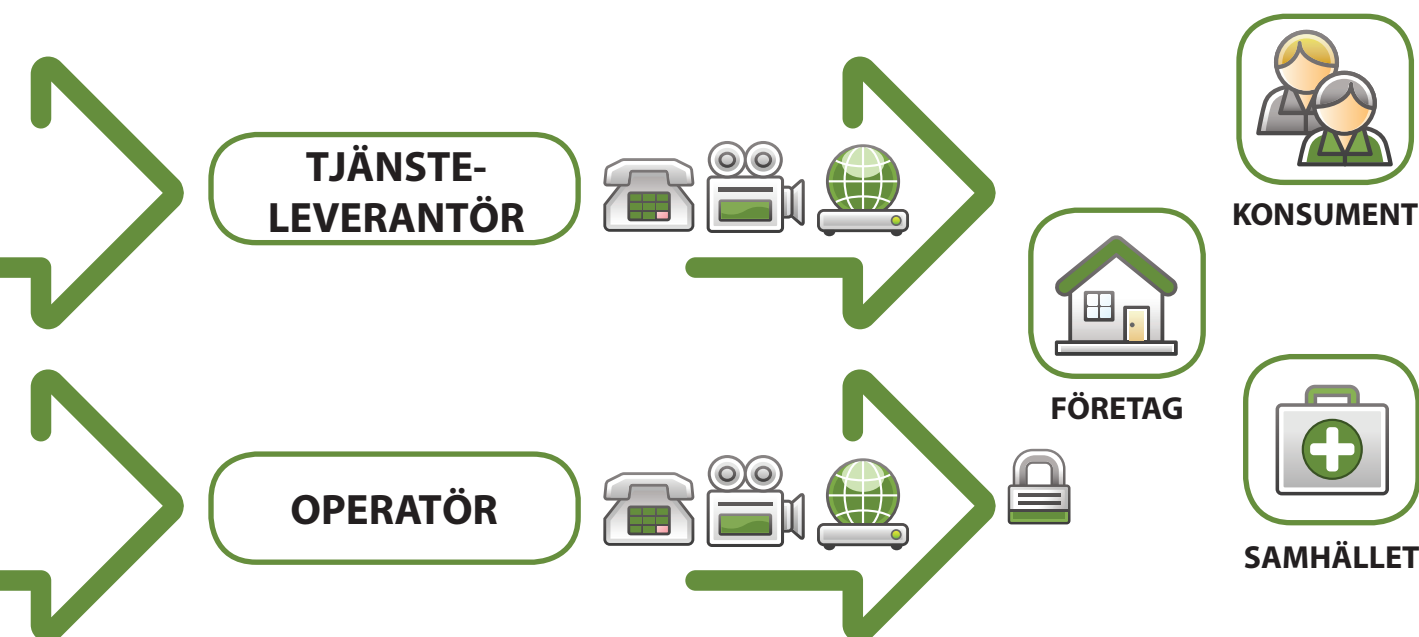 TJÄNSTE-
LEVERANTÖR
KONSUMENT
FÖRETAG
OPERATÖR
SAMHÄLLET